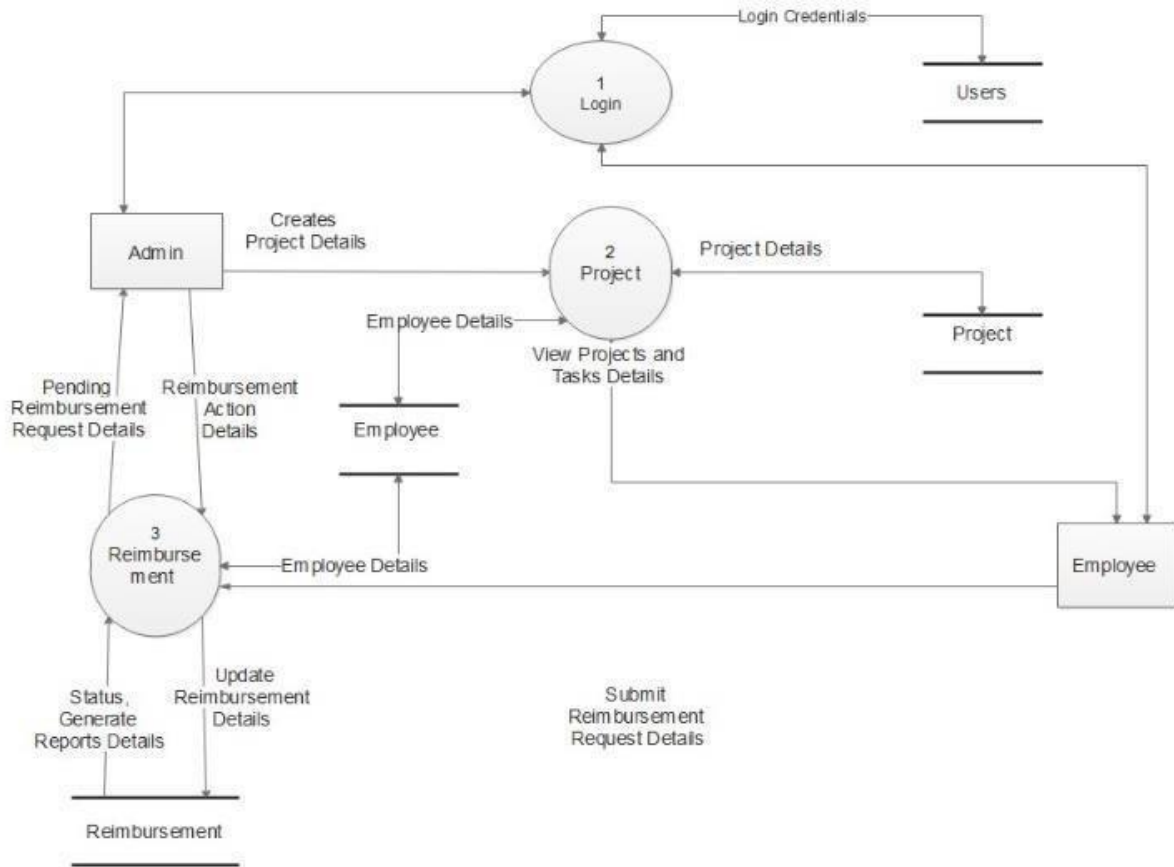 Login Credentials
1
Login
Users
Creates
Project Details
Admin
2
Project
Project Details
Employee Details
Project
View Projects and
Tasks Details
Pending
Reimbursement
Request Details
Reimbursement
Action
Details
Employee
3
Reimburse
ment
Employee Details
Employee
Status,
Generate
Reports Details
Update
Reimbursement
Details
Submit
Reimbursement
Request Details
Reimbursement